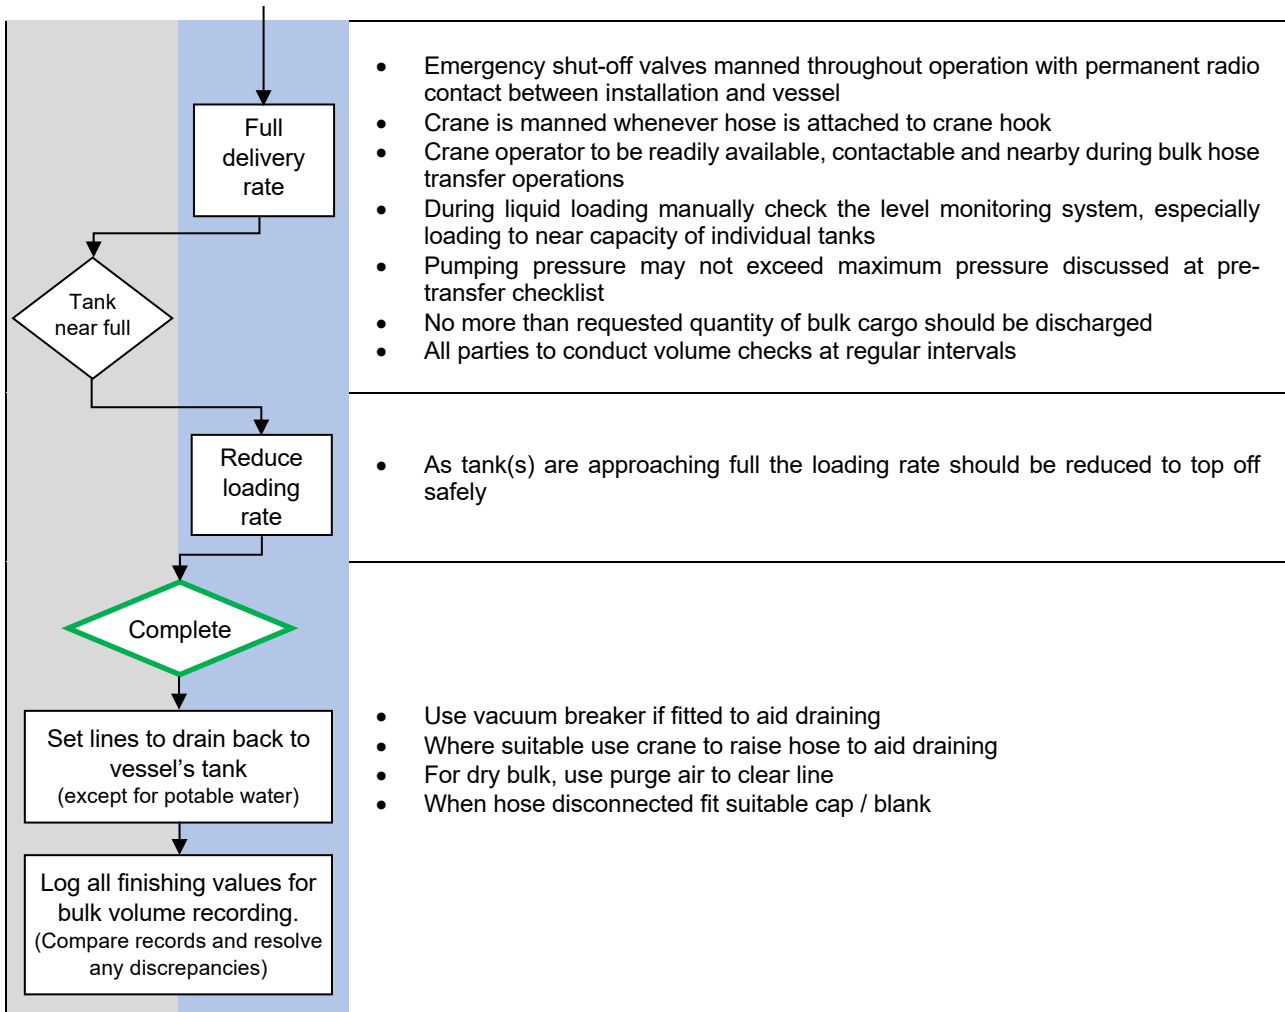 Full
delivery
rate
Tank
near full
• Emergency shut-off valves manned throughout operation with permanent radio
contact between installation and vessel
• Crane is manned whenever hose is attached to crane hook
• Crane operator to be readily available, contactable and nearby during bulk hose
transfer operations
• During liquid loading manually check the level monitoring system, especially
loading to near capacity of individual tanks
• Pumping pressure may not exceed maximum pressure discussed at pre-
transfer checklist
• No more than requested quantity of bulk cargo should be discharged
• All parties to conduct volume checks at regular intervals
Reduce
loading
rate
• As tank(s) are approaching full the loading rate should be reduced to top off
safely
Complete
Set lines to drain back to
vessel's tank
(except for potable water)
Log all finishing values for
bulk volume recording.
(Compare records and resolve
any discrepancies)
• Use vacuum breaker if fitted to aid draining
• Where suitable use crane to raise hose to aid draining
• For dry bulk, use purge air to clear line
• When hose disconnected fit suitable cap / blank